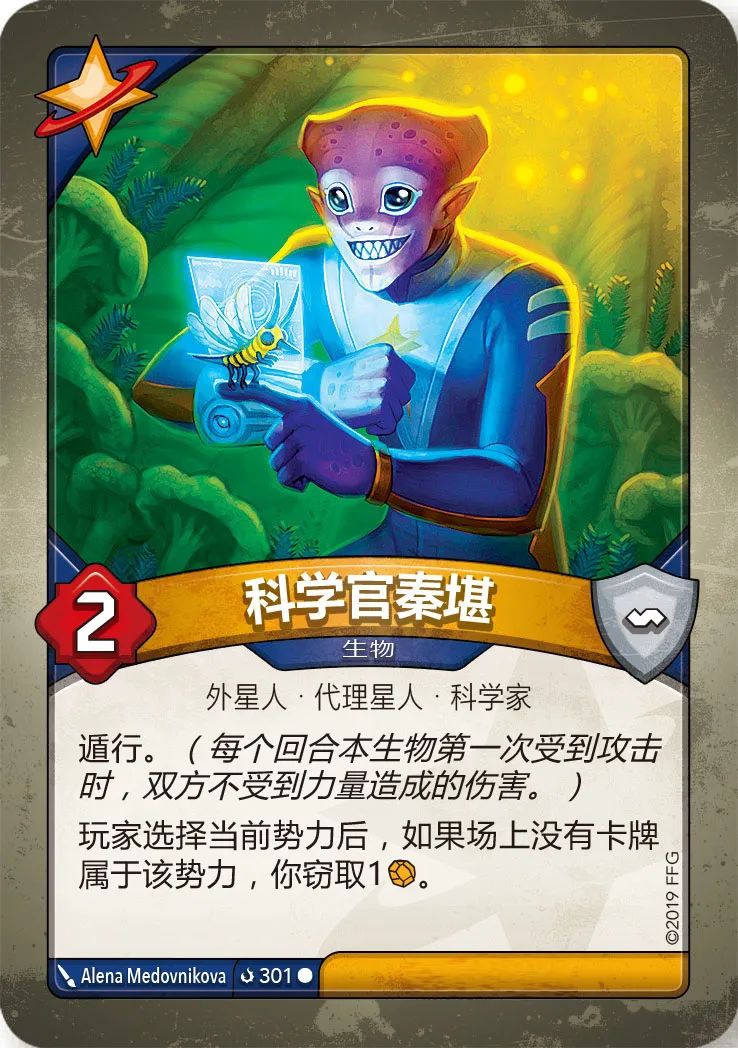 科学官秦堪
2
生物
外星人 · 代理星人 · 科学家
遁行。（每个回合本生物第一次受到攻击
时，双方不受到力量造成的伤害。）
玩家选择当前势力后，如果场上没有卡牌
属于该势力，你窃取1。
©2019 FFG
Alena Medovnikova
301